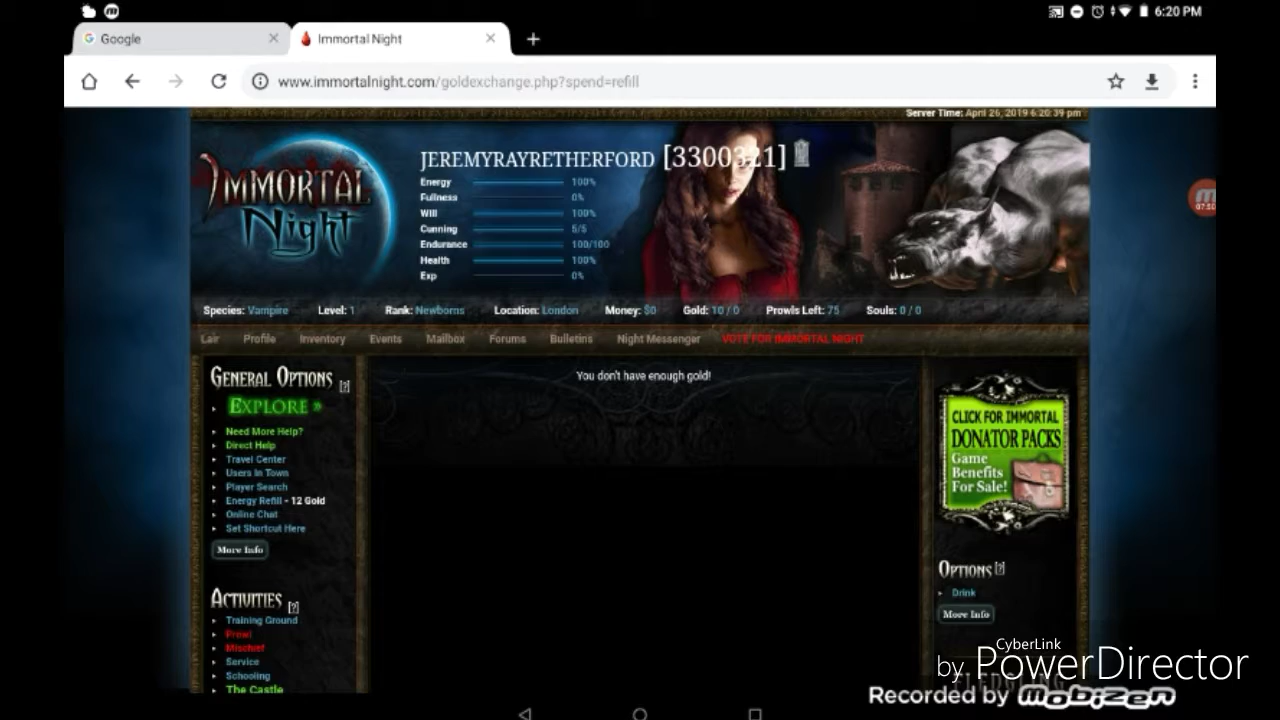 6:20 PM
Google
Immortal Night
www.immortalnight.com/goldexchange.php?spend=refill
Server Time: April 26, 2019 6:20:39 pm
IMMORTAL
Night
JEREMYRAYRETHERFORD [3300321]
Energy 100%
Fullness 0%
Will 100%
Cunning 5/5
Endurance 100/100
Health 100%
Exp 0%
07:50
Species: Vampire Level: 1 Rank: Newborns Location: London Money: $0 Gold: 10 / 0 Prowls Left: 75 Souls: 0 / 0
Lair Profile Inventory Events Mailbox Forums Bulletins Night Messenger VOTE FOR IMMORTAL NIGHT
GENERAL OPTIONS [?]
EXPLORE »
Need More Help?
Direct Help
Travel Center
Users In Town
Player Search
Energy Refill - 12 Gold
Online Chat
Set Shortcut Here
More Info
ACTIVITIES [?]
Training Ground
Prowl
Mischief
Service
Schooling
The Castle
You don't have enough gold!
CLICK FOR IMMORTAL
DONATOR PACKS
Game
Benefits
For Sale!
OPTIONS [?]
Drink
More Info
CyberLink
by PowerDirector
Recorded by mobizen